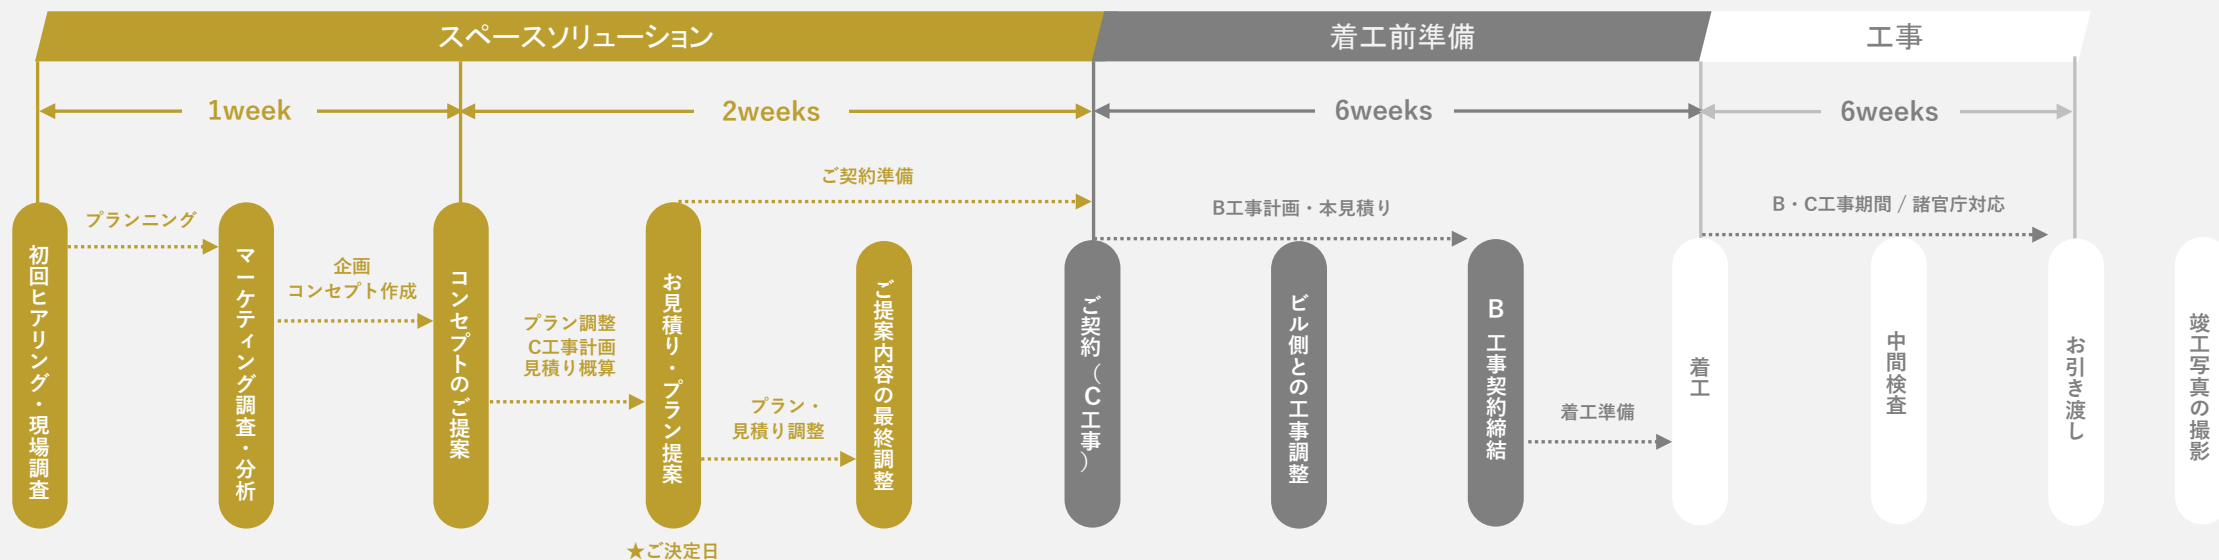 スペースソリューション
着工前準備
工事
1week
2weeks
6weeks
6weeks
ご契約準備
プランニング
B工事計画・本見積り
B・C工事期間 / 諸官庁対応
企画
コンセプト作成
プラン調整
C工事計画
見積り概算
プラン・
見積り調整
着工準備
初回ヒアリング・現場調査
マーケティング調査・分析
コンセプトのご提案
お見積り・プラン提案
ご提案内容の最終調整
ご契約（C工事）
ビル側との工事調整
B工事契約締結
着工
中間検査
お引き渡し
竣工写真の撮影
★ご決定日